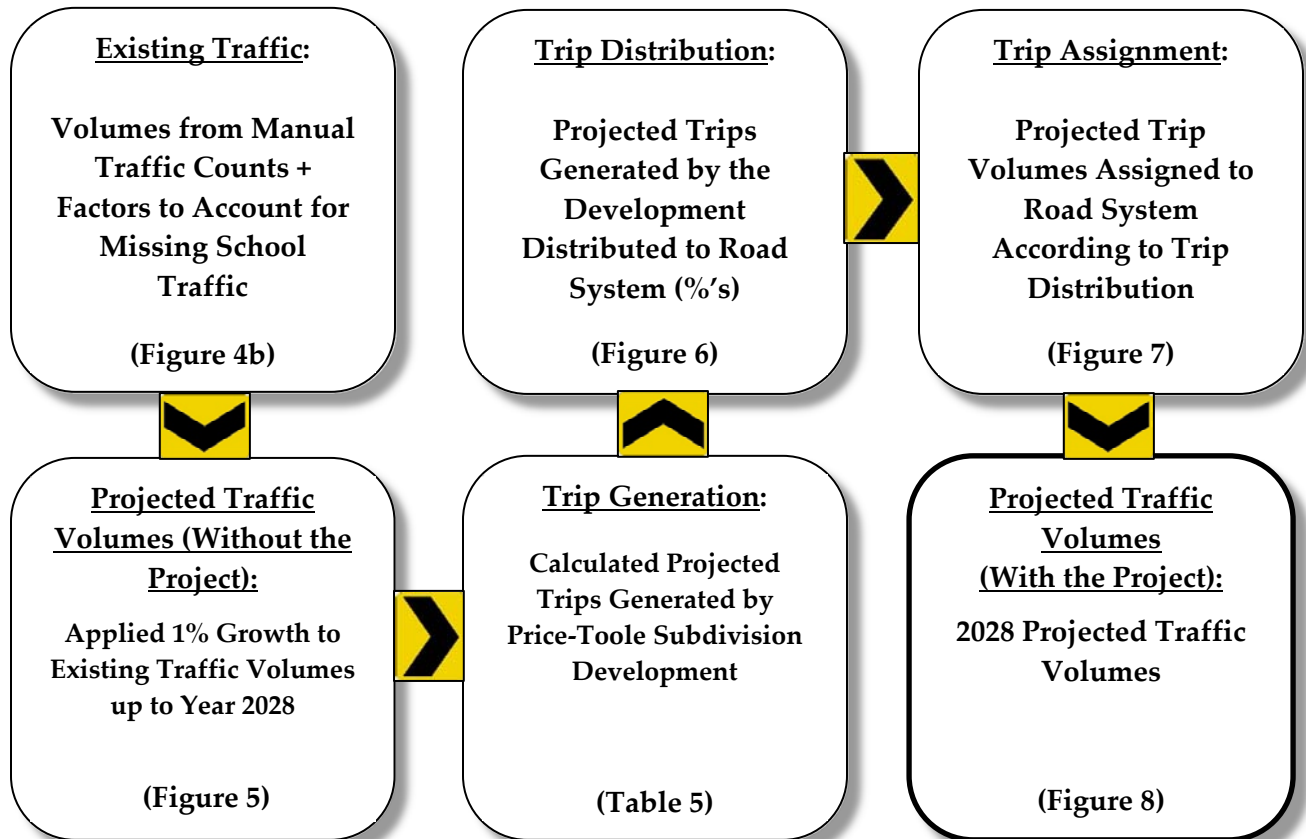 Existing Traffic:
Volumes from Manual
Traffic Counts +
Factors to Account for
Missing School
Traffic
(Figure 4b)
Projected Traffic
Volumes (Without the
Project):
Applied 1% Growth to
Existing Traffic Volumes
up to Year 2028
(Figure 5)
Trip Generation:
Calculated Projected
Trips Generated by
Price-Toole Subdivision
Development
(Table 5)
Trip Distribution:
Projected Trips
Generated by the
Development
Distributed to Road
System (%’s)
(Figure 6)
Trip Assignment:
Projected Trip
Volumes Assigned to
Road System
According to Trip
Distribution
(Figure 7)
Projected Traffic
Volumes
(With the Project):
2028 Projected Traffic
Volumes
(Figure 8)